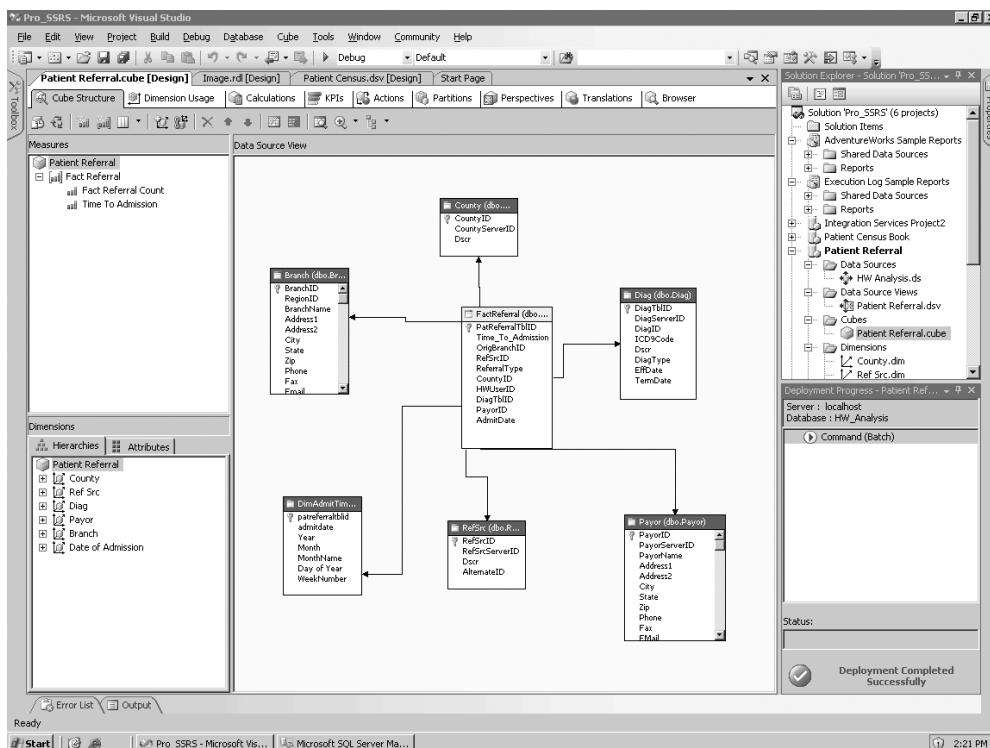 Pro_SSRS - Microsoft Visual Studio
File Edit View Project Build Debug Database Cube Tools Window Community Help
Debug Default
Patient Referral.cube [Design] Image.rdl [Design] Patient Census.dsv [Design] Start Page
Cube Structure Dimension Usage Calculations KPIs Actions Partitions Perspectives Translations Browser
Toolbox
Measures
Patient Referral
Fact Referral
Fact Referral Count
Time To Admission
Dimensions
Hierarchies Attributes
Patient Referral
County
Ref Src
Diag
Payor
Branch
Date of Admission
Data Source View
County (dbo....
CountyID
CountyServerID
Dscr
Branch (dbo.Br...
BranchID
RegionID
BranchName
Address1
Address2
City
State
Zip
Phone
Fax
Email
FactReferral (dbo....
PatReferralTblID
Time_To_Admission
OrigBranchID
RefSrcID
ReferralType
CountyID
HWUserID
DiagTblID
PayorID
AdmitDate
Diag (dbo.Diag)
DiagTblID
DiagServerID
DiagID
ICD9Code
Dscr
DiagType
EffDate
TermDate
DimAdmitTim...
patreferraltblid
admitdate
Year
Month
MonthName
Day of Year
WeekNumber
RefSrc (dbo.R...
RefSrcID
RefSrcServerID
Dscr
AlternateID
Payor (dbo.Payor)
PayorID
PayorServerID
PayorName
Address1
Address2
City
State
Zip
Phone
Fax
EMail
Solution Explorer - Solution 'Pro_SS...
Solution 'Pro_SSRS' (6 projects)
Solution Items
AdventureWorks Sample Reports
Shared Data Sources
Reports
Execution Log Sample Reports
Shared Data Sources
Reports
Integration Services Project2
Patient Census Book
Patient Referral
Data Sources
HW Analysis.ds
Data Source Views
Patient Referral.dsv
Cubes
Patient Referral.cube
Dimensions
County.dim
Ref Src.dim
Deployment Progress - Patient Ref...
Server : localhost
Database : HW_Analysis
Command (Batch)
Status:
Deployment Completed
Successfully
Error List Output
Ready
Start Pro_SSRS - Microsoft Vis... Microsoft SQL Server Ma... 2:21 PM